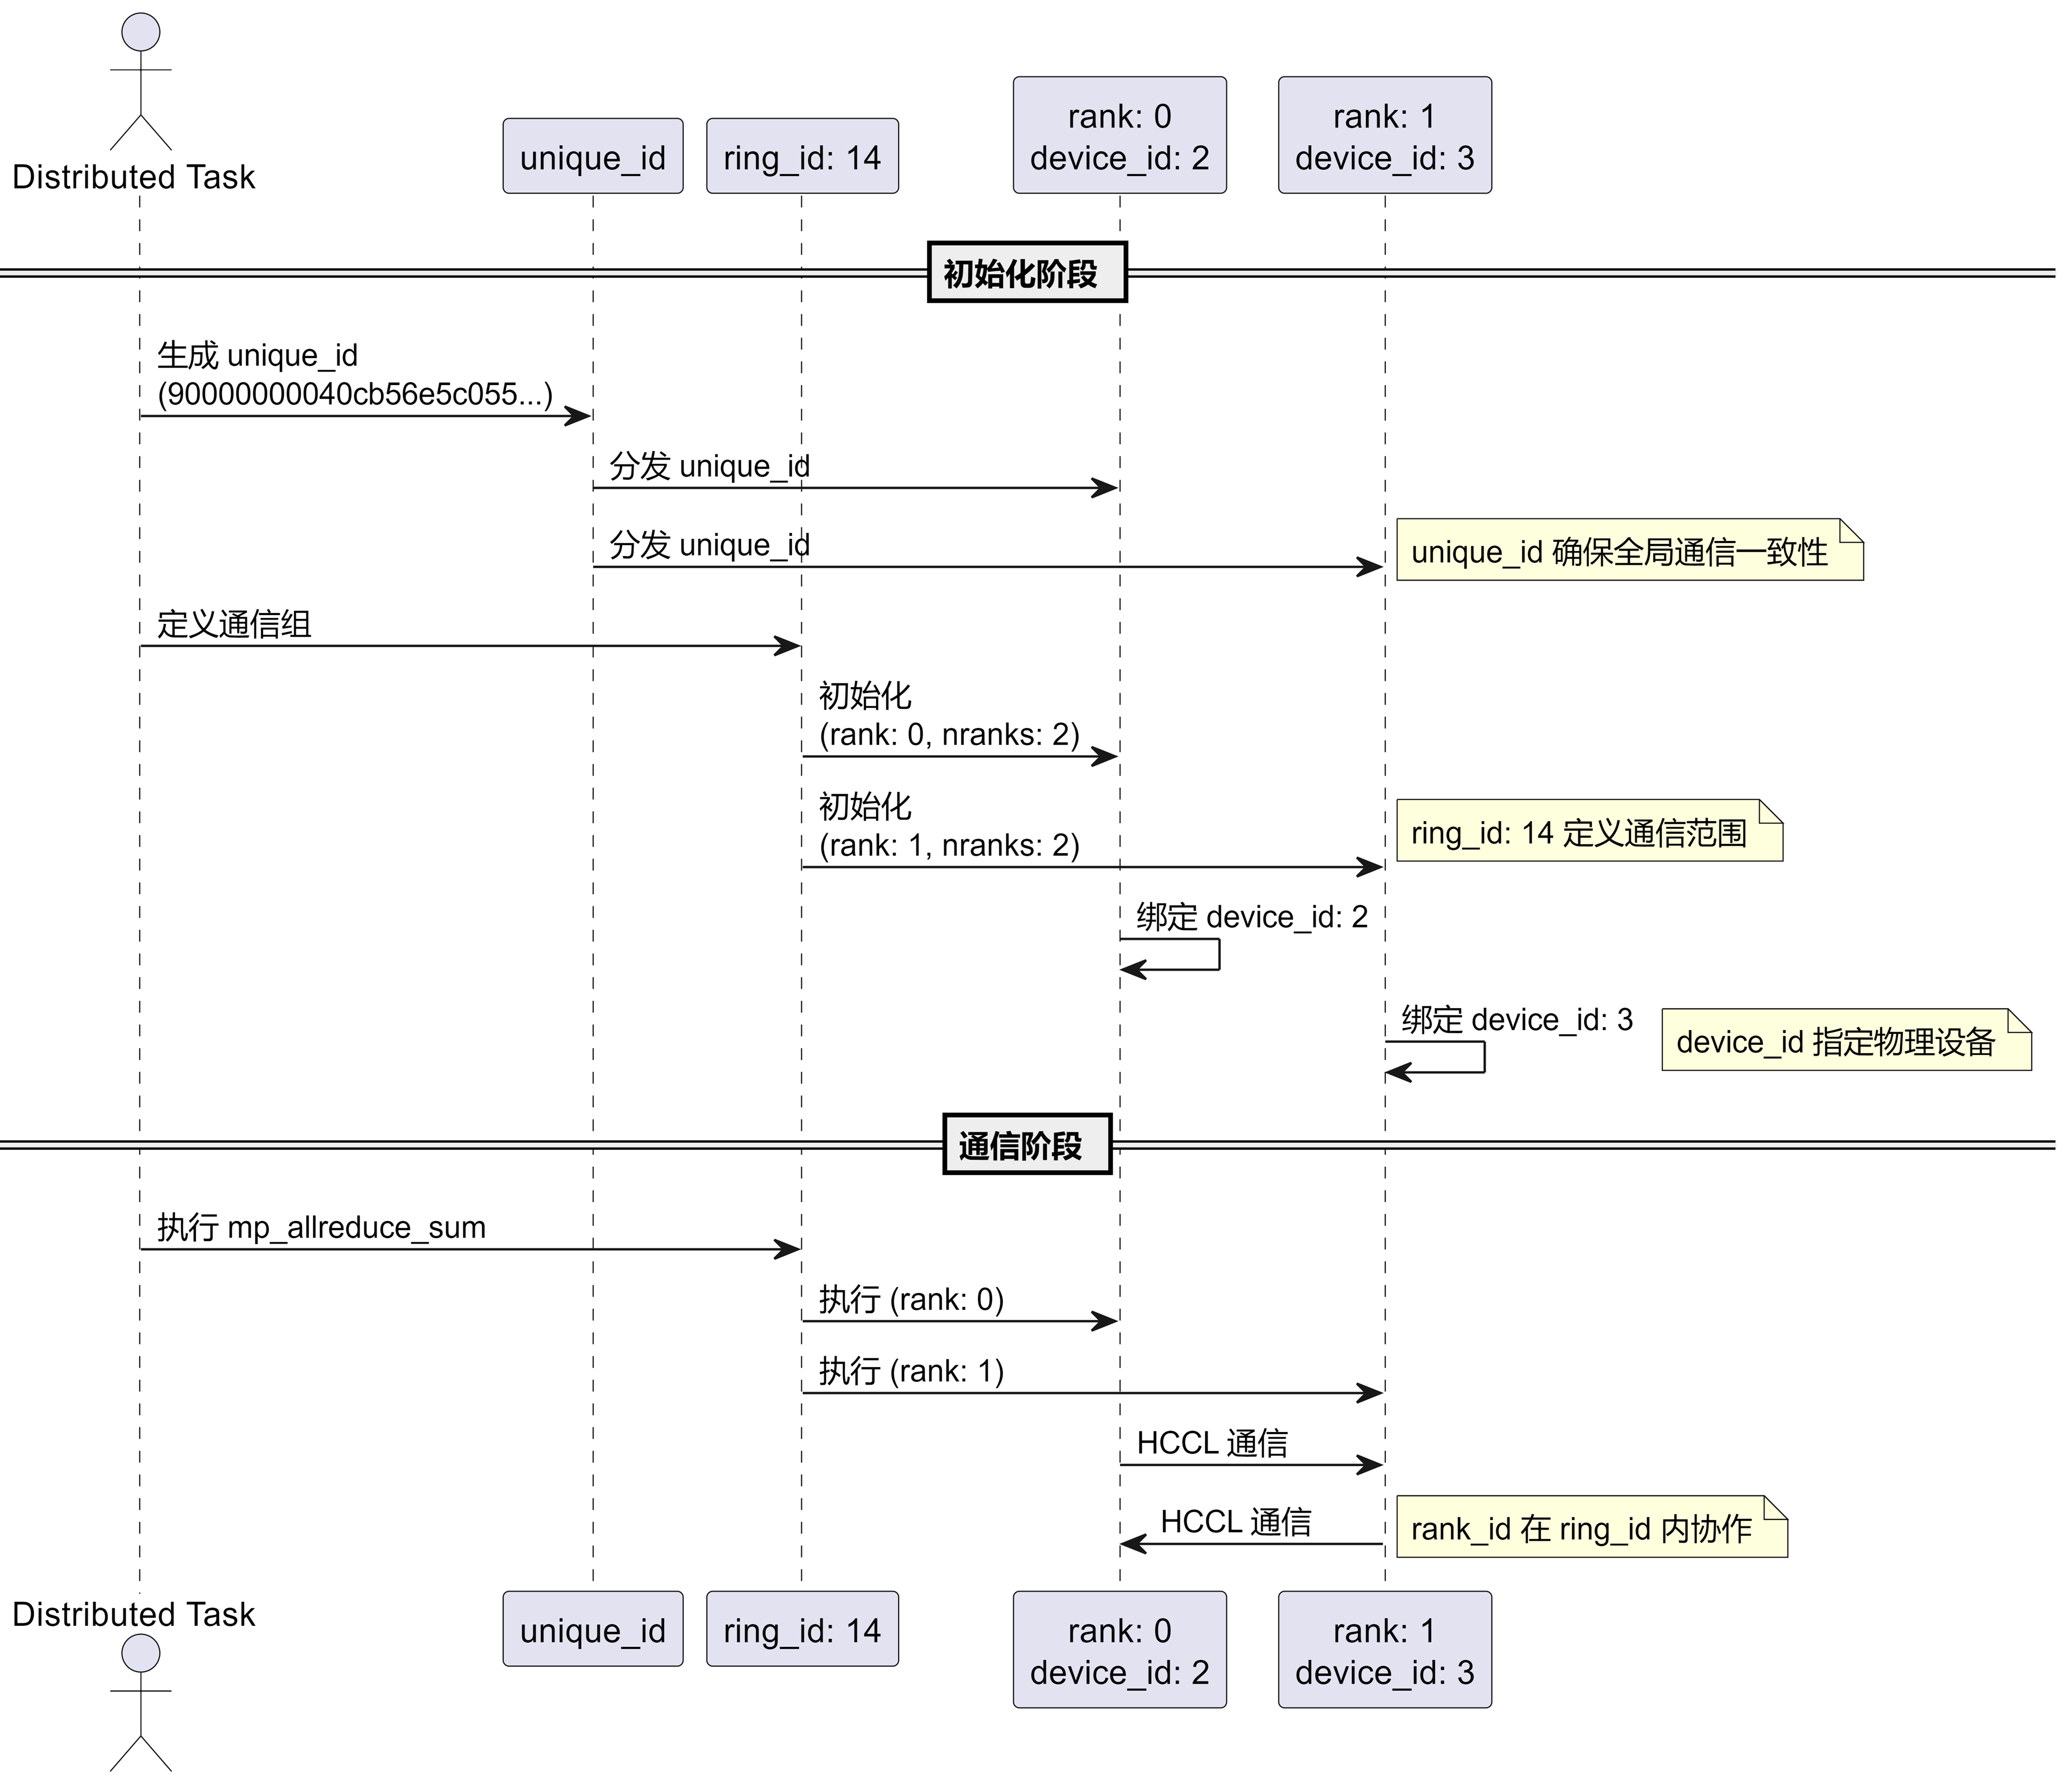 Distributed Task
unique_id
ring_id: 14
rank: 0
device_id: 2
rank: 1
device_id: 3
初始化阶段
生成 unique_id
(90000000040cb56e5c055...)
分发 unique_id
分发 unique_id
unique_id 确保全局通信一致性
定义通信组
初始化
(rank: 0, nranks: 2)
初始化
(rank: 1, nranks: 2)
ring_id: 14 定义通信范围
绑定 device_id: 2
绑定 device_id: 3
device_id 指定物理设备
通信阶段
执行 mp_allreduce_sum
执行 (rank: 0)
执行 (rank: 1)
HCCL 通信
HCCL 通信
rank_id 在 ring_id 内协作
Distributed Task
unique_id
ring_id: 14
rank: 0
device_id: 2
rank: 1
device_id: 3